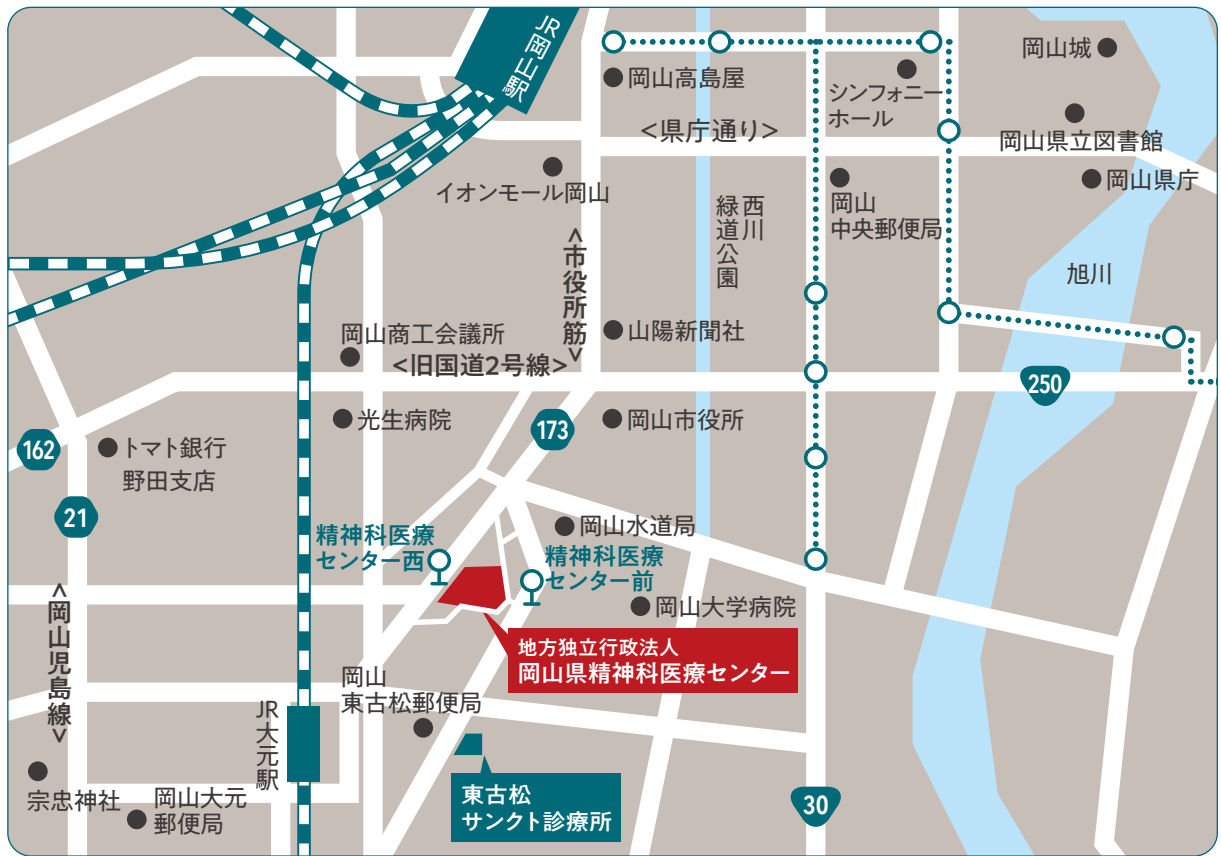 JR岡山駅
岡山高島屋
シンフォニー
ホール
岡山城
岡山県立図書館
<県庁通り>
岡山県庁
イオンモール岡山
岡山
中央郵便局
西川
緑道公園
<市役所筋>
旭川
岡山商工会議所
山陽新聞社
<旧国道2号線>
250
光生病院
173
岡山市役所
162
トマト銀行
野田支店
21
精神科医療
センター西
岡山水道局
精神科医療
センター前
岡山大学病院
<岡山児島線>
地方独立行政法人
岡山県精神科医療センター
岡山
東古松郵便局
JR大元駅
東古松
サンクト診療所
宗忠神社
岡山大元
郵便局
30